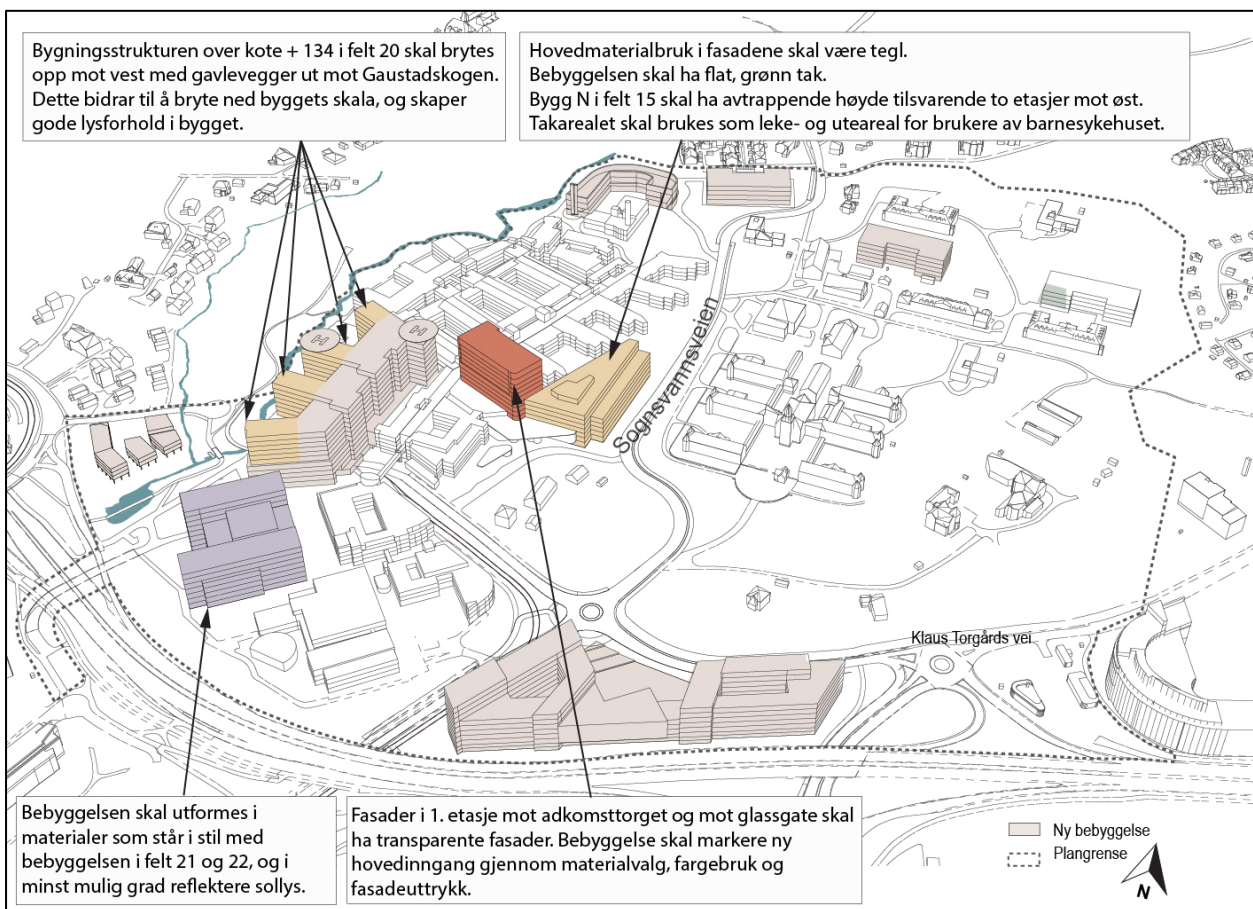 Bygningsstrukturen over kote + 134 i felt 20 skal brytes
opp mot vest med gavlevegger ut mot Gaustadskogen.
Dette bidrar til å bryte ned byggets skala, og skaper
gode lysforhold i bygget.
Hovedmaterialbruk i fasadene skal være tegl.
Bebyggelsen skal ha flat, grønn tak.
Bygg N i felt 15 skal ha avtrappende høyde tilsvarende to etasjer mot øst.
Takarealet skal brukes som leke- og uteareal for brukere av barnesykehuset.
H
H
Sognsvannsveien
Klaus Torgårds vei
Bebyggelsen skal utformes i
materialer som står i stil med
bebyggelsen i felt 21 og 22, og i
minst mulig grad reflektere sollys.
Fasader i 1. etasje mot adkomsttorget og mot glassgate skal
ha transparente fasader. Bebyggelse skal markere ny
hovedinngang gjennom materialvalg, fargebruk og
fasadeuttrykk.
Ny bebyggelse
Plangrense
N